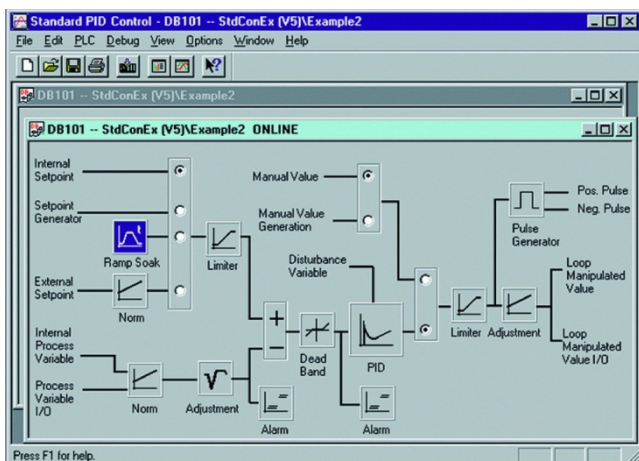 Standard PID Control - DB101 -- StdConEx (V5)\Example2
File Edit PLC Debug View Options Window Help
DB101 -- StdConEx (V5)\Example2
DB101 -- StdConEx (V5)\Example2 ONLINE
Internal
Setpoint
Setpoint
Generator
Ramp Soak
External
Setpoint
Norm
Limiter
Internal
Process
Variable
Process
Variable
I/O
Norm
Adjustment
Alarm
Manual Value
Manual Value
Generation
Disturbance
Variable
+
−
Dead
Band
PID
Alarm
Limiter
Adjustment
Pulse
Generator
Pos. Pulse
Neg. Pulse
Loop
Manipulated
Value
Loop
Manipulated
Value I/O
Press F1 for help.